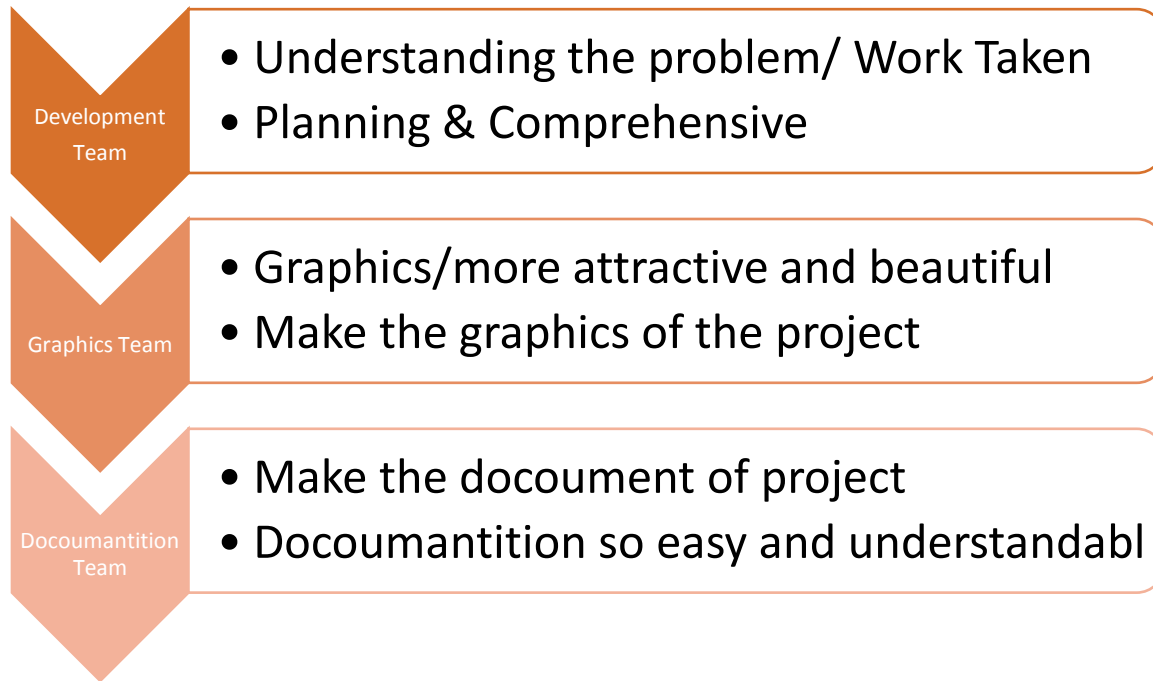 Development
Team
• Understanding the problem/ Work Taken
• Planning & Comprehensive
Graphics Team
• Graphics/more attractive and beautiful
• Make the graphics of the project
Docoumantition
Team
• Make the docoument of project
• Docoumantition so easy and understandabl